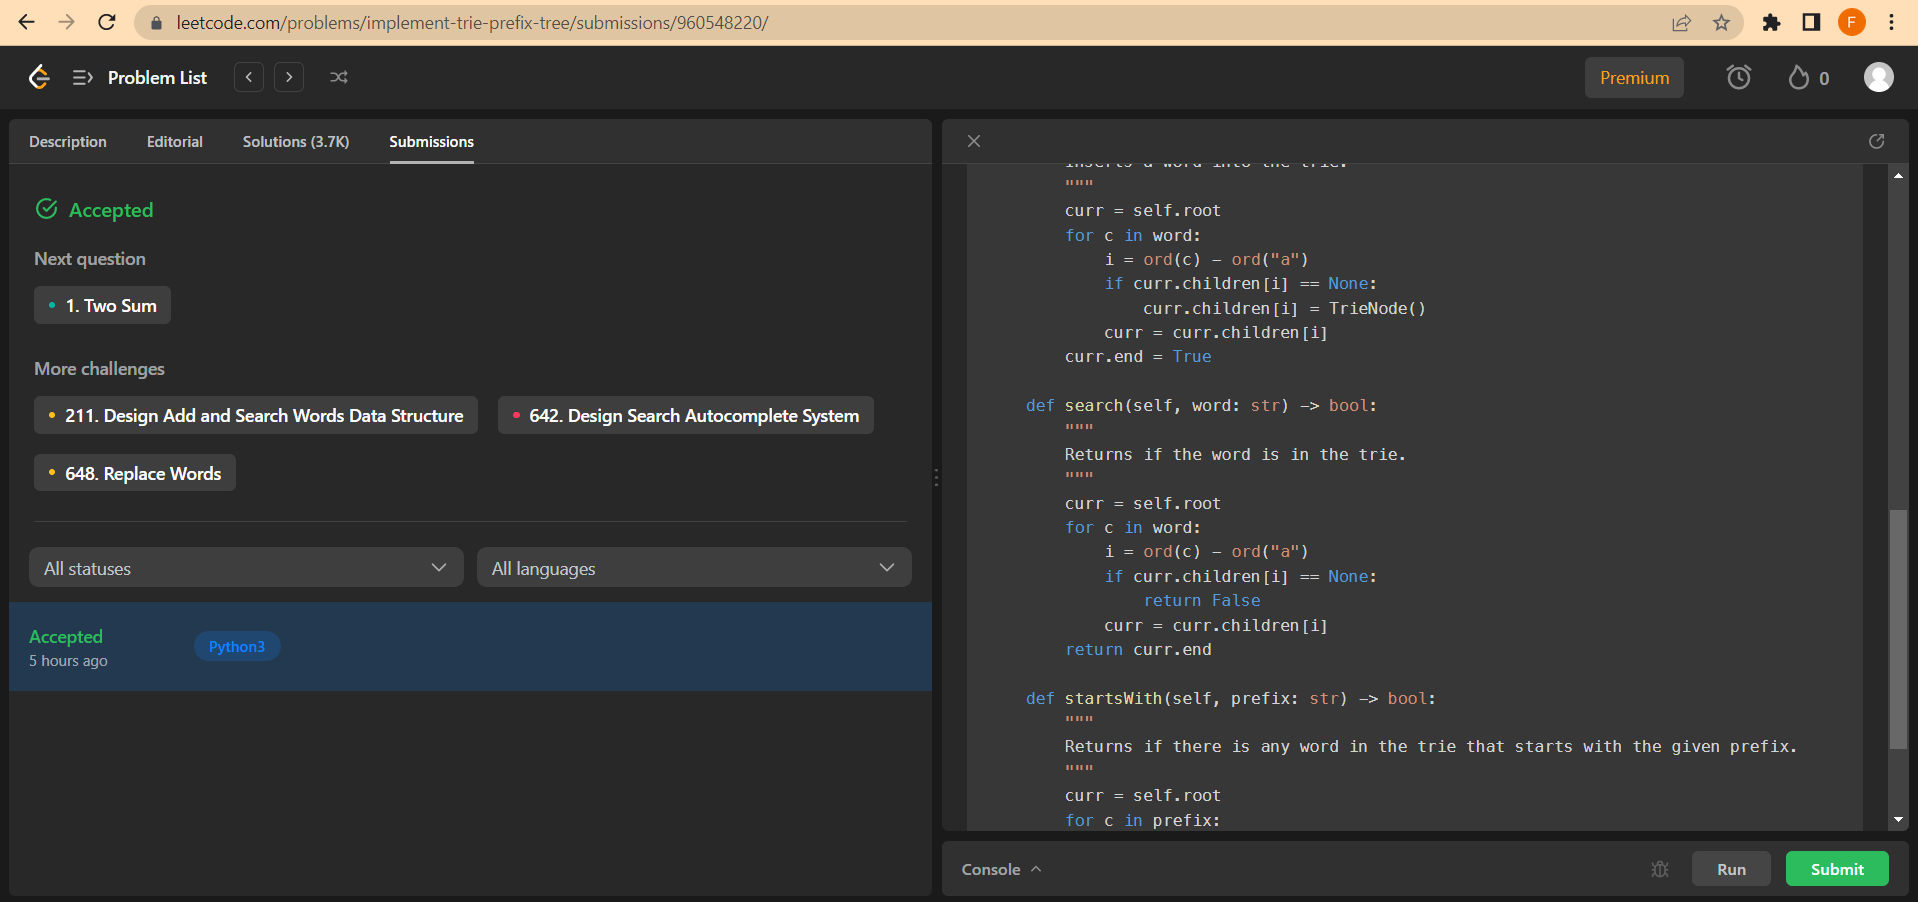 leetcode.com/problems/implement-trie-prefix-tree/submissions/960548220/
F
Problem List
Premium
0
Description
Editorial
Solutions (3.7K)
Submissions
Accepted
Next question
1. Two Sum
More challenges
211. Design Add and Search Words Data Structure
642. Design Search Autocomplete System
648. Replace Words
All statuses
All languages
Accepted
Python3
5 hours ago
Inserts a word into the trie.
"""
curr = self.root
for c in word:
i = ord(c) - ord("a")
if curr.children[i] == None:
curr.children[i] = TrieNode()
curr = curr.children[i]
curr.end = True
def search(self, word: str) -> bool:
"""
Returns if the word is in the trie.
"""
curr = self.root
for c in word:
i = ord(c) - ord("a")
if curr.children[i] == None:
return False
curr = curr.children[i]
return curr.end
def startsWith(self, prefix: str) -> bool:
"""
Returns if there is any word in the trie that starts with the given prefix.
"""
curr = self.root
for c in prefix:
Console
Run
Submit